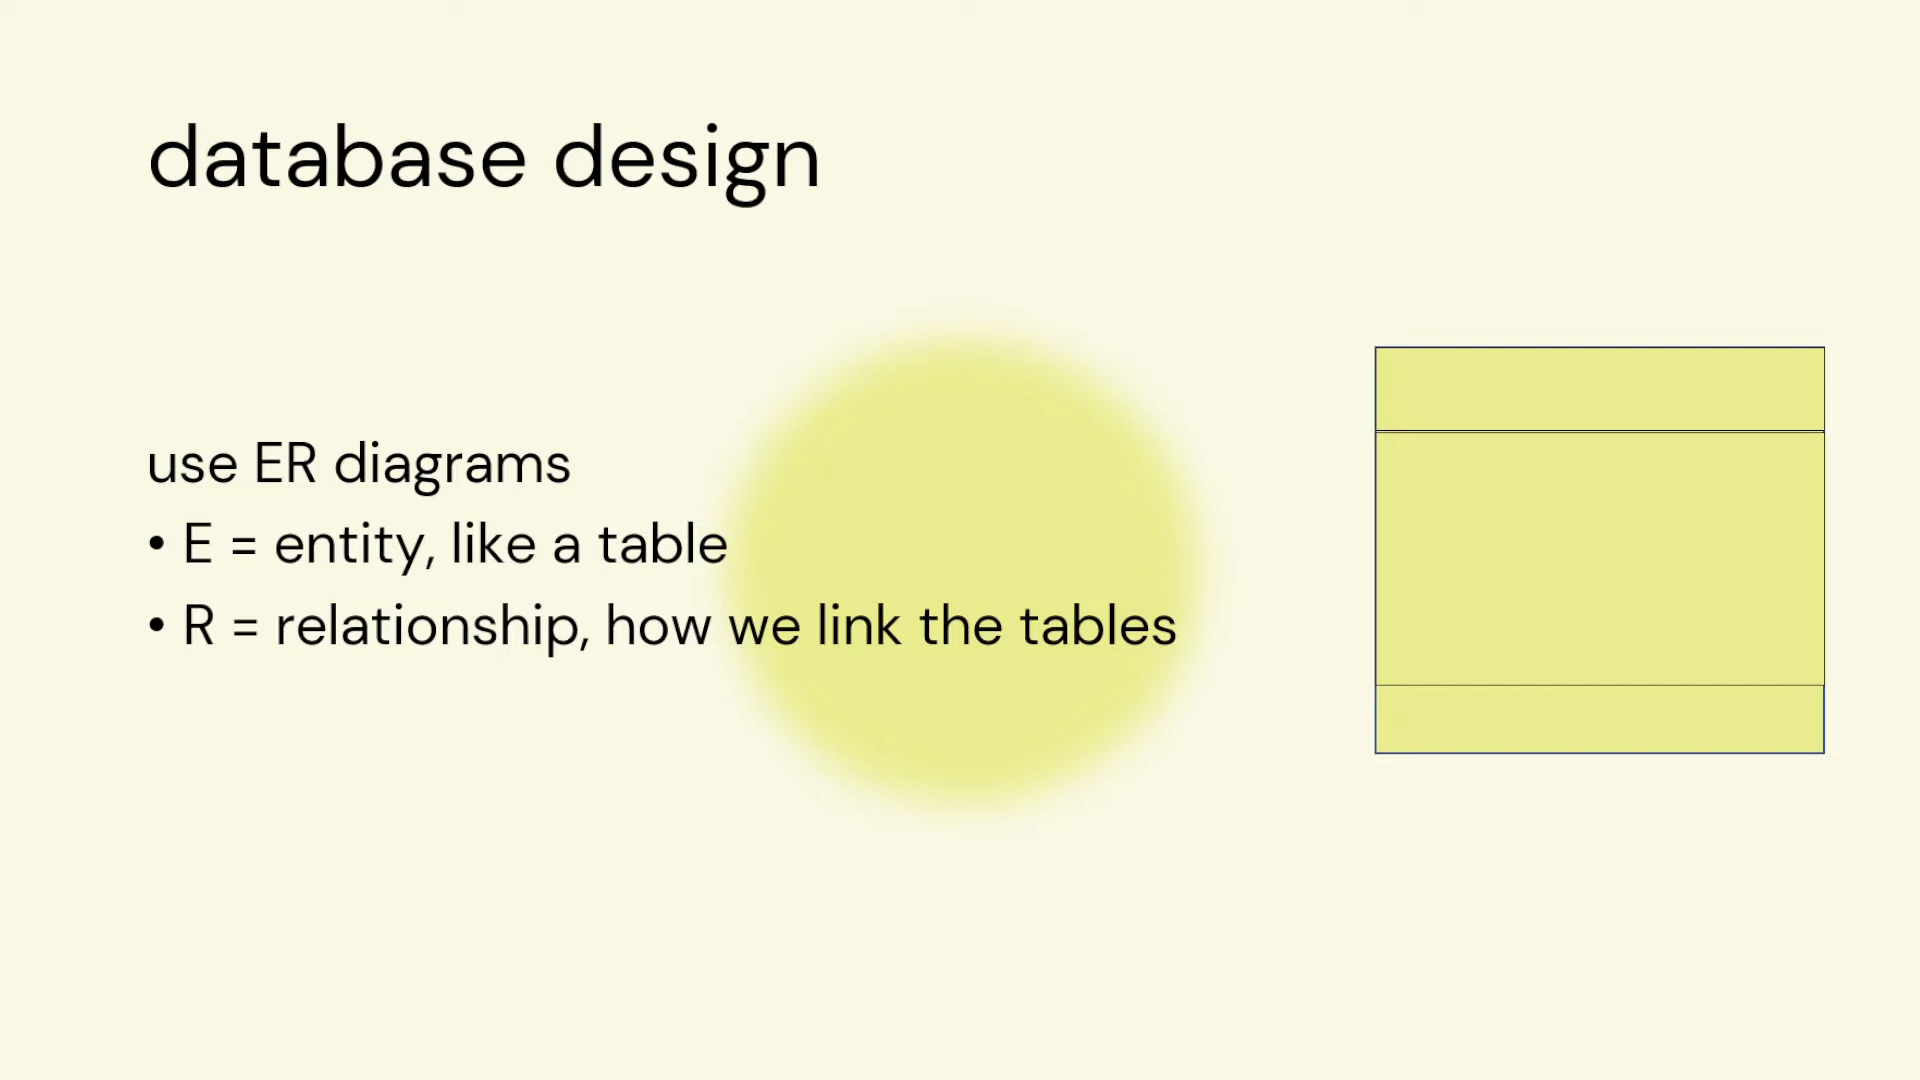 database design
use ER diagrams
• E = entity, like a table
• R = relationship, how we link the tables